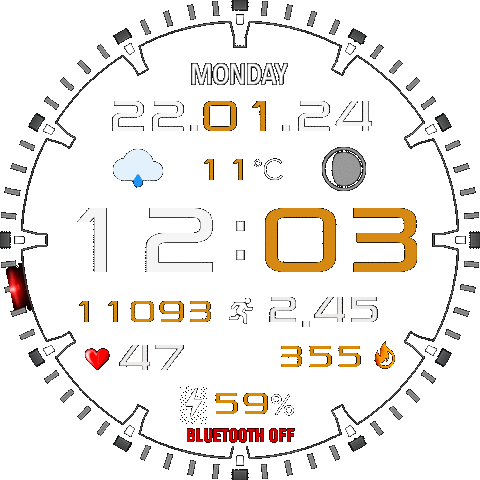 MONDAY
22.01.24
11°C
12:03
11093 2.45
47 355
59%
BLUETOOTH OFF